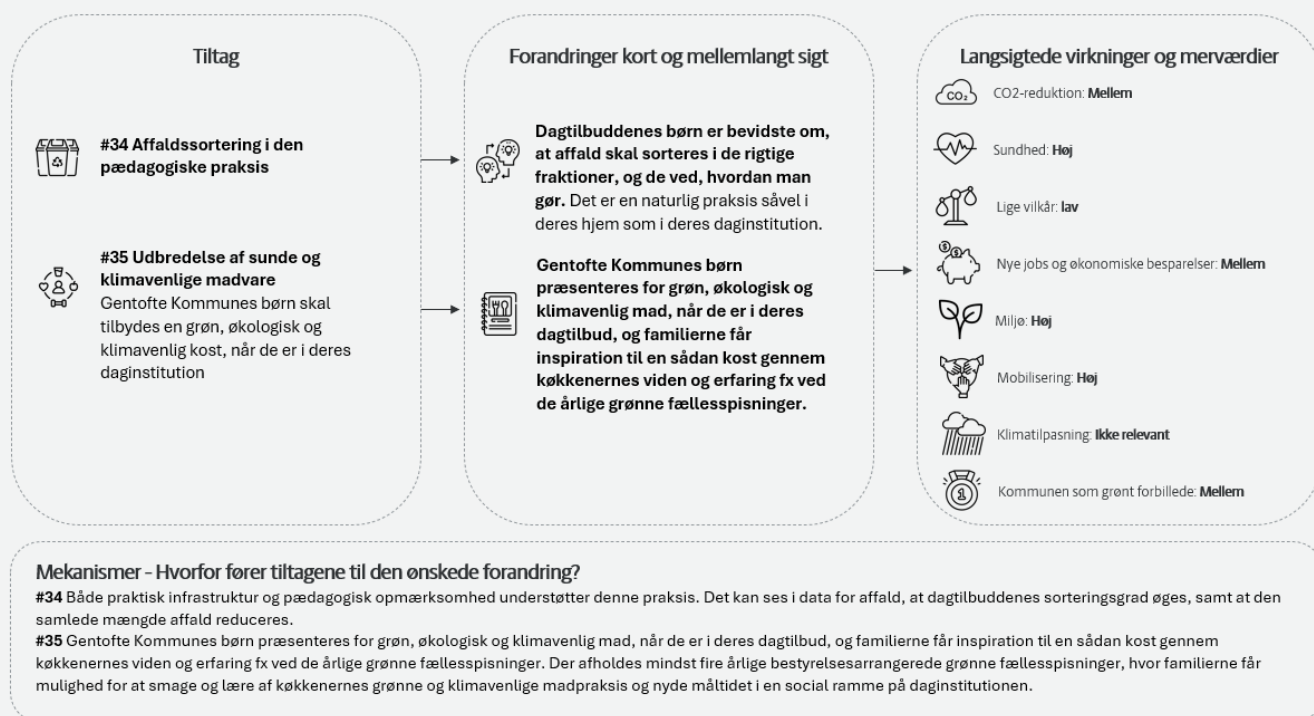 Tiltag
#34 Affaldssortering i den
pædagogiske praksis
#35 Udbredelse af sunde og
klimavenlige madvare
Gentofte Kommunes børn skal
tilbydes en grøn, økologisk og
klimavenlig kost, når de er i deres
daginstitution
Forandringer kort og mellemlangt sigt
Dagtilbuddenes børn er bevidste om,
at affald skal sorteres i de rigtige
fraktioner, og de ved, hvordan man
gør. Det er en naturlig praksis såvel i
deres hjem som i deres daginstitution.
Gentofte Kommunes børn
præsenteres for grøn, økologisk og
klimavenlig mad, når de er i deres
dagtilbud, og familierne får
inspiration til en sådan kost gennem
køkkenernes viden og erfaring fx ved
de årlige grønne fællesspisninger.
Langsigtede virkninger og merværdier
CO₂
CO2-reduktion: Mellem
Sundhed: Høj
Lige vilkår: lav
Nye jobs og økonomiske besparelser: Mellem
Miljø: Høj
Mobilisering: Høj
Klimatilpasning: Ikke relevant
1
Kommunen som grønt forbillede: Mellem
Mekanismer - Hvorfor fører tiltagene til den ønskede forandring?
#34 Både praktisk infrastruktur og pædagogisk opmærksomhed understøtter denne praksis. Det kan ses i data for affald, at dagtilbuddenes sorteringsgrad øges, samt at den
samlede mængde affald reduceres.
#35 Gentofte Kommunes børn præsenteres for grøn, økologisk og klimavenlig mad, når de er i deres dagtilbud, og familierne får inspiration til en sådan kost gennem
køkkenernes viden og erfaring fx ved de årlige grønne fællesspisninger. Der afholdes mindst fire årlige bestyrelsesarrangerede grønne fællesspisninger, hvor familierne får
mulighed for at smage og lære af køkkenernes grønne og klimavenlige madpraksis og nyde måltidet i en social ramme på daginstitutionen.